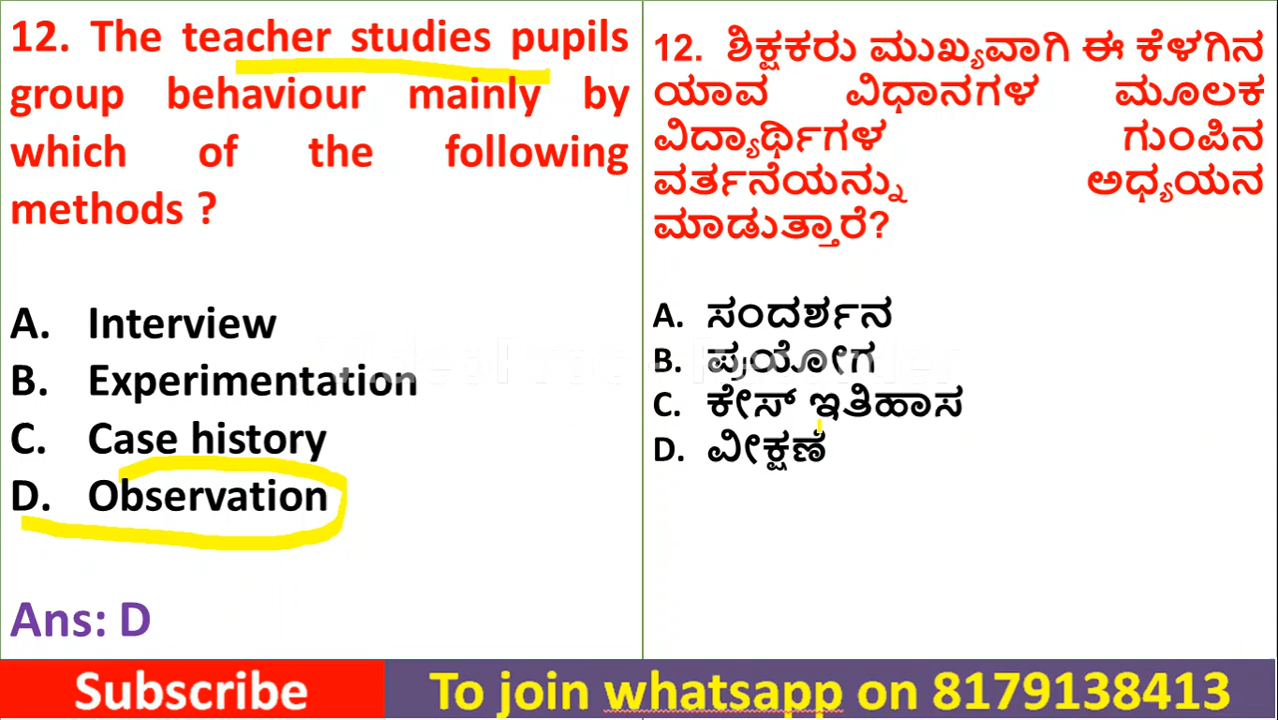 12. The teacher studies pupils
group behaviour mainly by
which of the following
methods ?
A. Interview
B. Experimentation
C. Case history
D. Observation
Ans: D
12. ಶಿಕ್ಷಕರು ಮುಖ್ಯವಾಗಿ ಈ ಕೆಳಗಿನ
ಯಾವ ವಿಧಾನಗಳ ಮೂಲಕ
ವಿದ್ಯಾರ್ಥಿಗಳ ಗುಂಪಿನ
ವರ್ತನೆಯನ್ನು ಅಧ್ಯಯನ
ಮಾಡುತ್ತಾರೆ?
A. ಸಂದರ್ಶನ
B. ಪ್ರಯೋಗ
C. ಕೇಸ್ ಇತಿಹಾಸ
D. ವೀಕ್ಷಣೆ
Subscribe
To join whatsapp on 8179138413